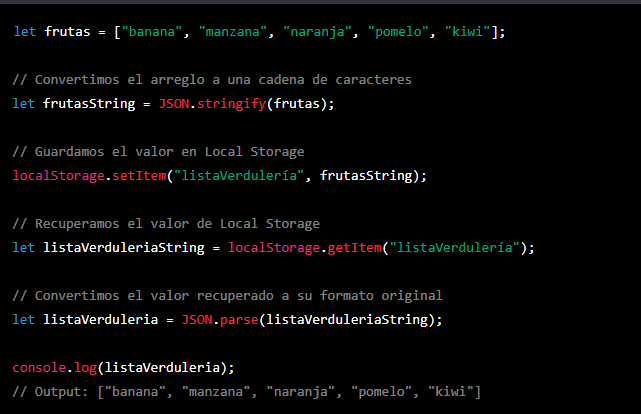 let frutas = ["banana", "manzana", "naranja", "pomelo", "kiwi"];
// Convertimos el arreglo a una cadena de caracteres
let frutasString = JSON.stringify(frutas);
// Guardamos el valor en Local Storage
localStorage.setItem("listaVerdulería", frutasString);
// Recuperamos el valor de Local Storage
let listaVerduleriaString = localStorage.getItem("listaVerdulería");
// Convertimos el valor recuperado a su formato original
let listaVerduleria = JSON.parse(listaVerduleriaString);
console.log(listaVerduleria);
// Output: ["banana", "manzana", "naranja", "pomelo", "kiwi"]